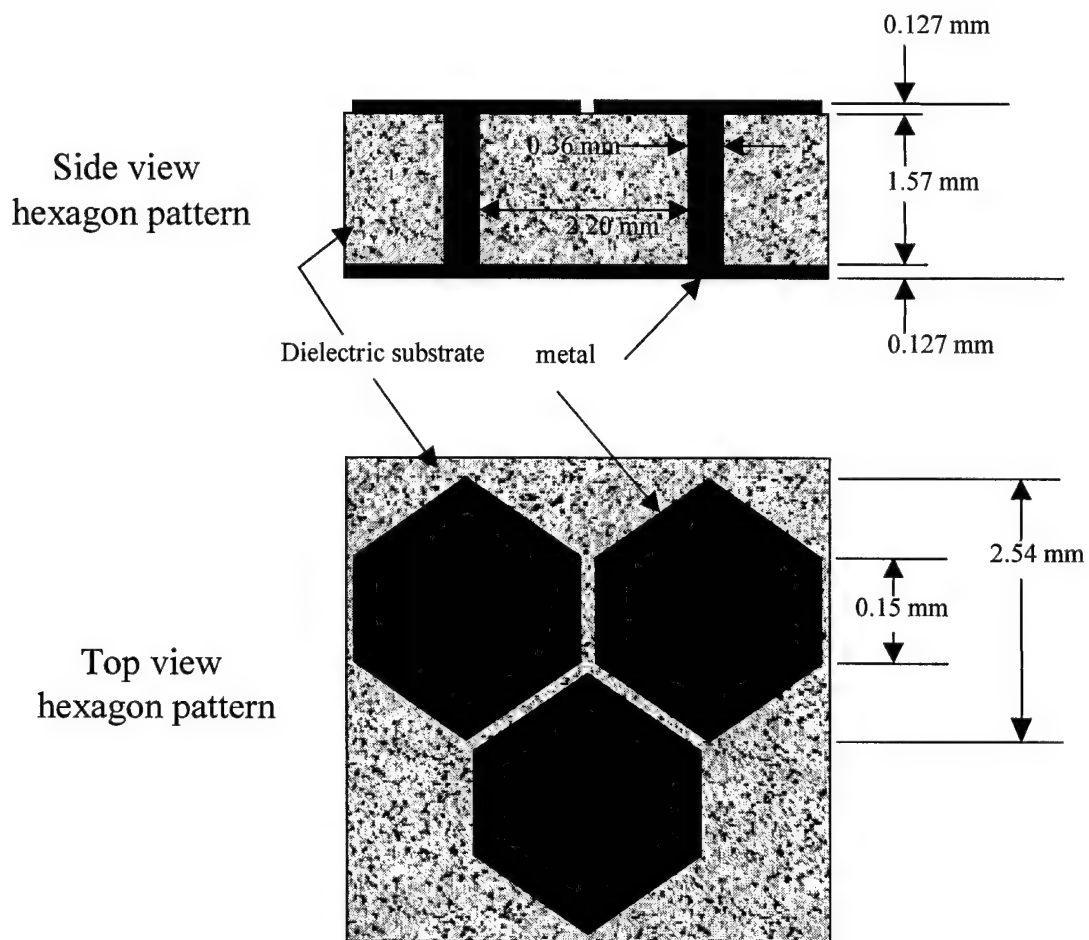 0.127 mm
Side view
hexagon pattern
0.36 mm
1.57 mm
2.20 mm
Dielectric substrate
metal
0.127 mm
2.54 mm
0.15 mm
Top view
hexagon pattern